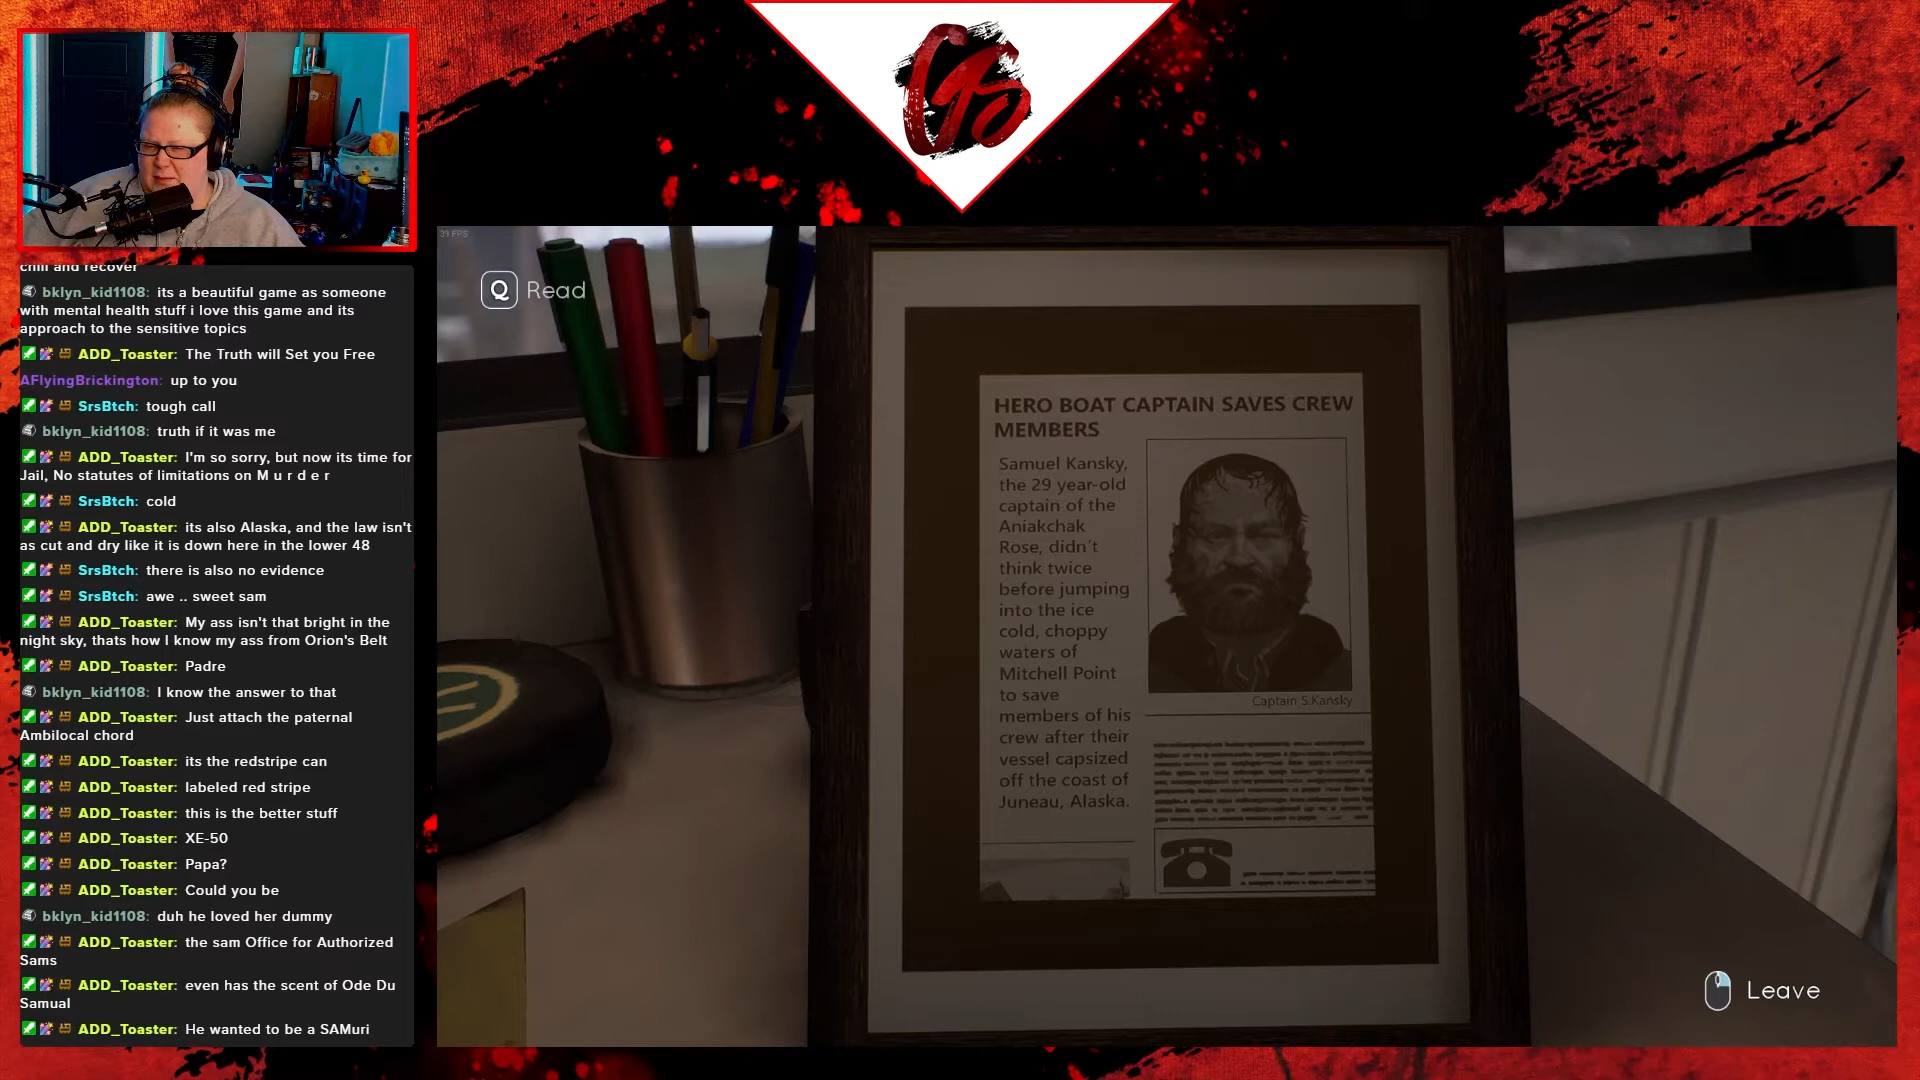 chill and recover
bklyn_kid1108: its a beautiful game as someone
with mental health stuff i love this game and its
approach to the sensitive topics
ADD_Toaster: The Truth will Set you Free
AFlyingBrickington: up to you
SrsBtch: tough call
bklyn_kid1108: truth if it was me
ADD_Toaster: I'm so sorry, but now its time for
Jail, No statutes of limitations on M u r d e r
SrsBtch: cold
ADD_Toaster: its also Alaska, and the law isn't
as cut and dry like it is down here in the lower 48
SrsBtch: there is also no evidence
SrsBtch: awe .. sweet sam
ADD_Toaster: My ass isn't that bright in the
night sky, thats how I know my ass from Orion's Belt
ADD_Toaster: Padre
bklyn_kid1108: I know the answer to that
ADD_Toaster: Just attach the paternal
Ambilocal chord
ADD_Toaster: its the redstripe can
ADD_Toaster: labeled red stripe
ADD_Toaster: this is the better stuff
ADD_Toaster: XE-50
ADD_Toaster: Papa?
ADD_Toaster: Could you be
bklyn_kid1108: duh he loved her dummy
ADD_Toaster: the sam Office for Authorized
Sams
ADD_Toaster: even has the scent of Ode Du
Samual
ADD_Toaster: He wanted to be a SAMuri
GS
Q Read
HERO BOAT CAPTAIN SAVES CREW
MEMBERS
Samuel Kansky,
the 29 year-old
captain of the
Aniakchak
Rose, didn't
think twice
before jumping
into the ice
cold, choppy
waters of
Mitchell Point
to save
members of his
crew after their
vessel capsized
off the coast of
Juneau, Alaska.
Captain S.Kansky
Leave